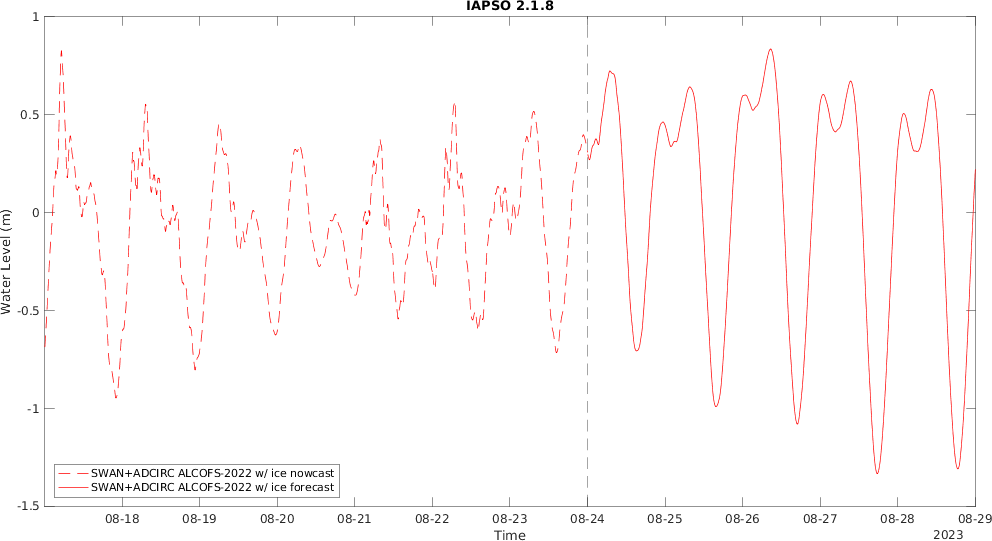 IAPSO 2.1.8
Water Level (m)
1
0.5
0
-0.5
-1
-1.5
SWAN+ADCIRC ALCOFS-2022 w/ ice nowcast
SWAN+ADCIRC ALCOFS-2022 w/ ice forecast
08-18 08-19 08-20 08-21 08-22 08-23 08-24 08-25 08-26 08-27 08-28 08-29
Time
2023